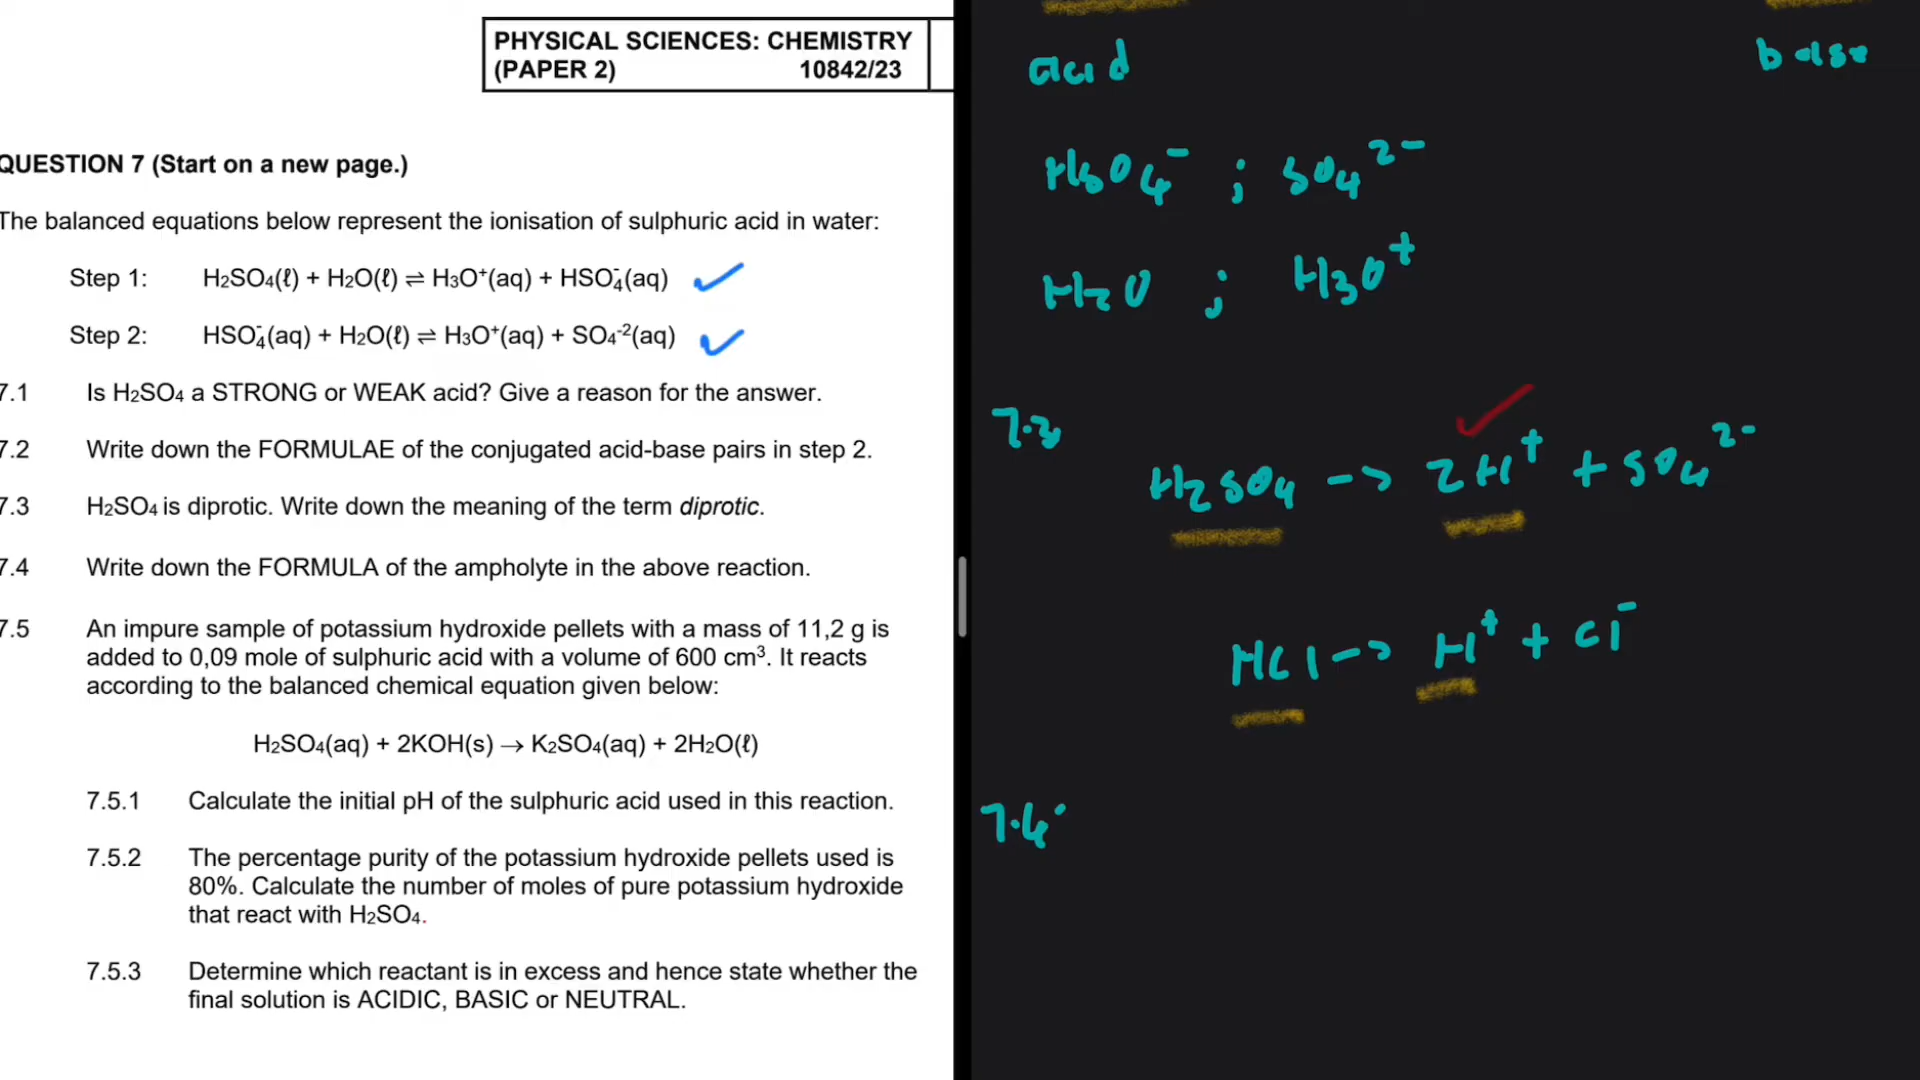 PHYSICAL SCIENCES: CHEMISTRY
(PAPER 2) 10842/23
QUESTION 7 (Start on a new page.)
The balanced equations below represent the ionisation of sulphuric acid in water:
Step 1: H₂SO₄(ℓ) + H₂O(ℓ) ⇌ H₃O⁺(aq) + HSO₄⁻(aq)
Step 2: HSO₄⁻(aq) + H₂O(ℓ) ⇌ H₃O⁺(aq) + SO₄⁻²(aq)
7.1 Is H₂SO₄ a STRONG or WEAK acid? Give a reason for the answer.
7.2 Write down the FORMULAE of the conjugated acid-base pairs in step 2.
7.3 H₂SO₄ is diprotic. Write down the meaning of the term diprotic.
7.4 Write down the FORMULA of the ampholyte in the above reaction.
7.5 An impure sample of potassium hydroxide pellets with a mass of 11,2 g is
added to 0,09 mole of sulphuric acid with a volume of 600 cm³. It reacts
according to the balanced chemical equation given below:
H₂SO₄(aq) + 2KOH(s) → K₂SO₄(aq) + 2H₂O(ℓ)
7.5.1 Calculate the initial pH of the sulphuric acid used in this reaction.
7.5.2 The percentage purity of the potassium hydroxide pellets used is
80%. Calculate the number of moles of pure potassium hydroxide
that react with H₂SO₄.
7.5.3 Determine which reactant is in excess and hence state whether the
final solution is ACIDIC, BASIC or NEUTRAL.
acid base
HSO₄⁻ ; SO₄²⁻
H₂O ; H₃O⁺
7.3
H₂SO₄ → 2H⁺ + SO₄²⁻
HCl → H⁺ + Cl⁻
7.4